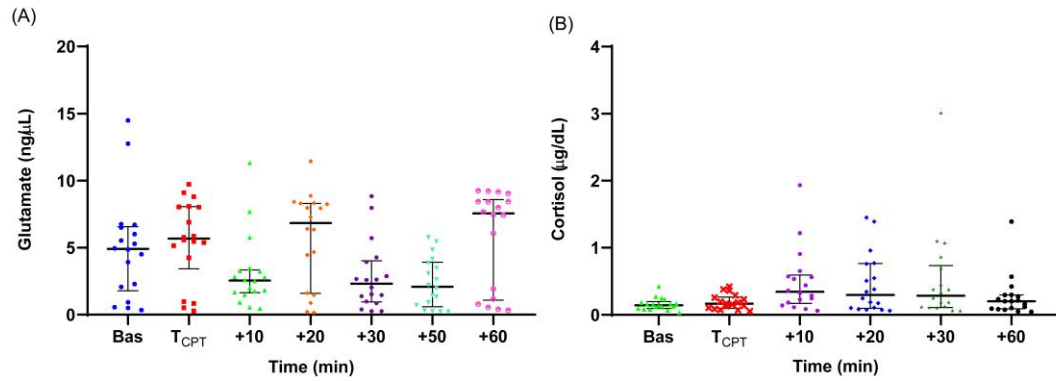 (A)
20
15
10
5
0
Glutamate (ng/µL)
Bas TCPT +10 +20 +30 +50 +60
Time (min)
(B)
4
3
2
1
0
Cortisol (µg/dL)
Bas TCPT +10 +20 +30 +60
Time (min)